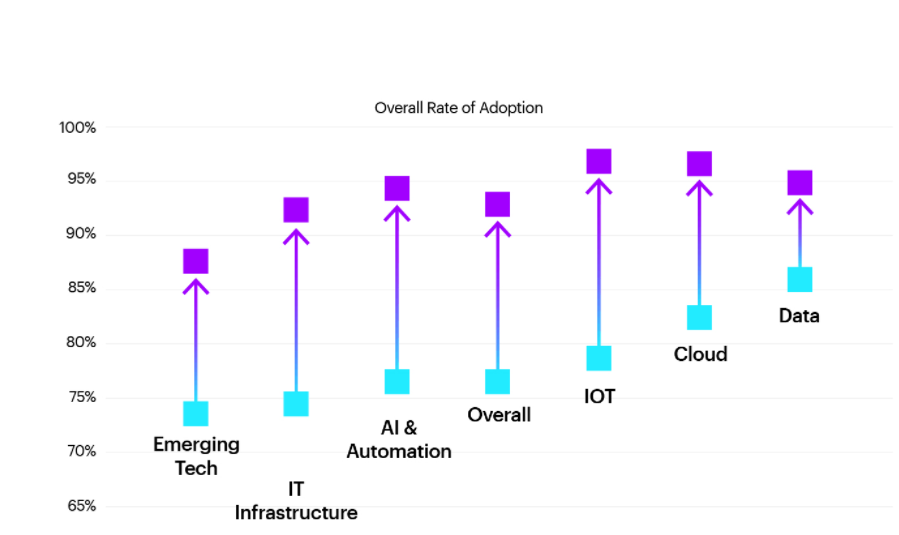 Overall Rate of Adoption
100%
95%
90%
85%
80%
75%
70%
65%
Emerging
Tech
IT
Infrastructure
AI &
Automation
Overall
IOT
Cloud
Data